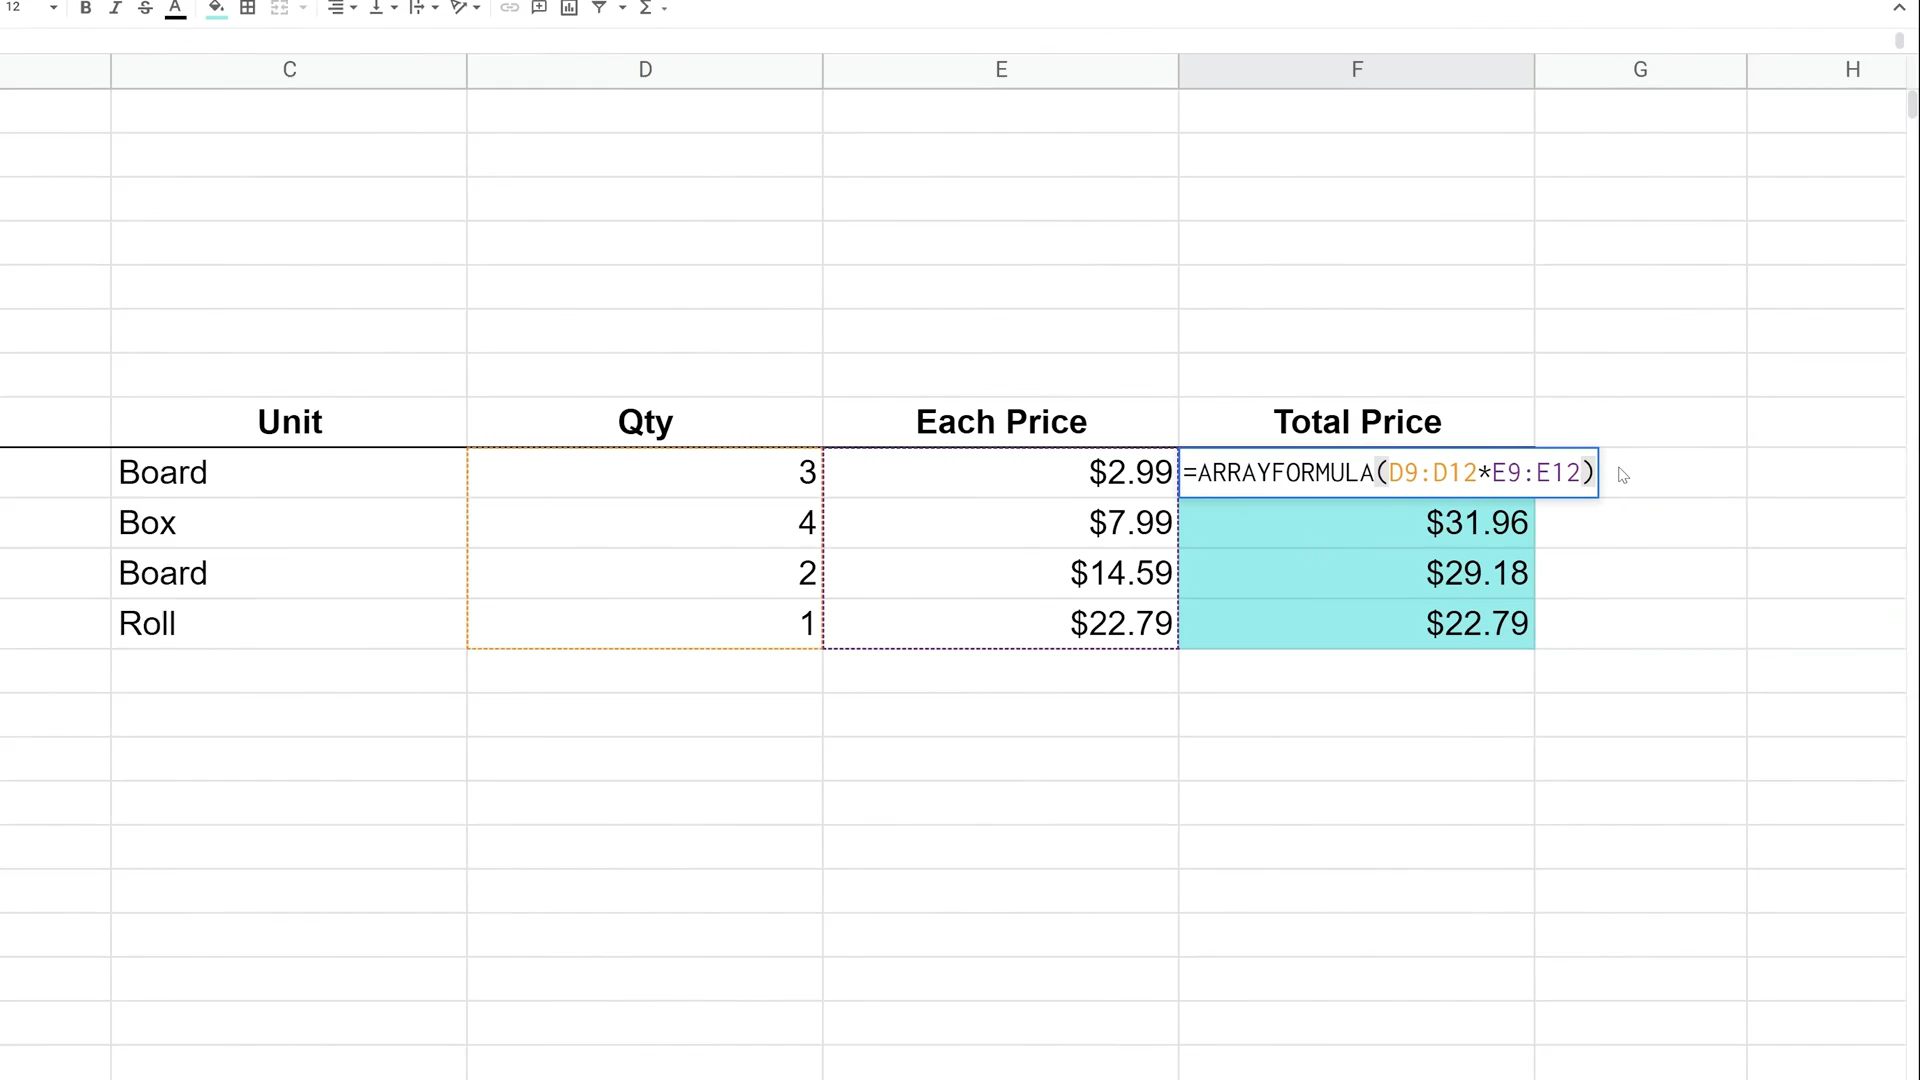 12 B I S A Σ
C D E F G H
Unit Qty Each Price Total Price
Board 3 $2.99 =ARRAYFORMULA(D9:D12*E9:E12)
Box 4 $7.99 $31.96
Board 2 $14.59 $29.18
Roll 1 $22.79 $22.79